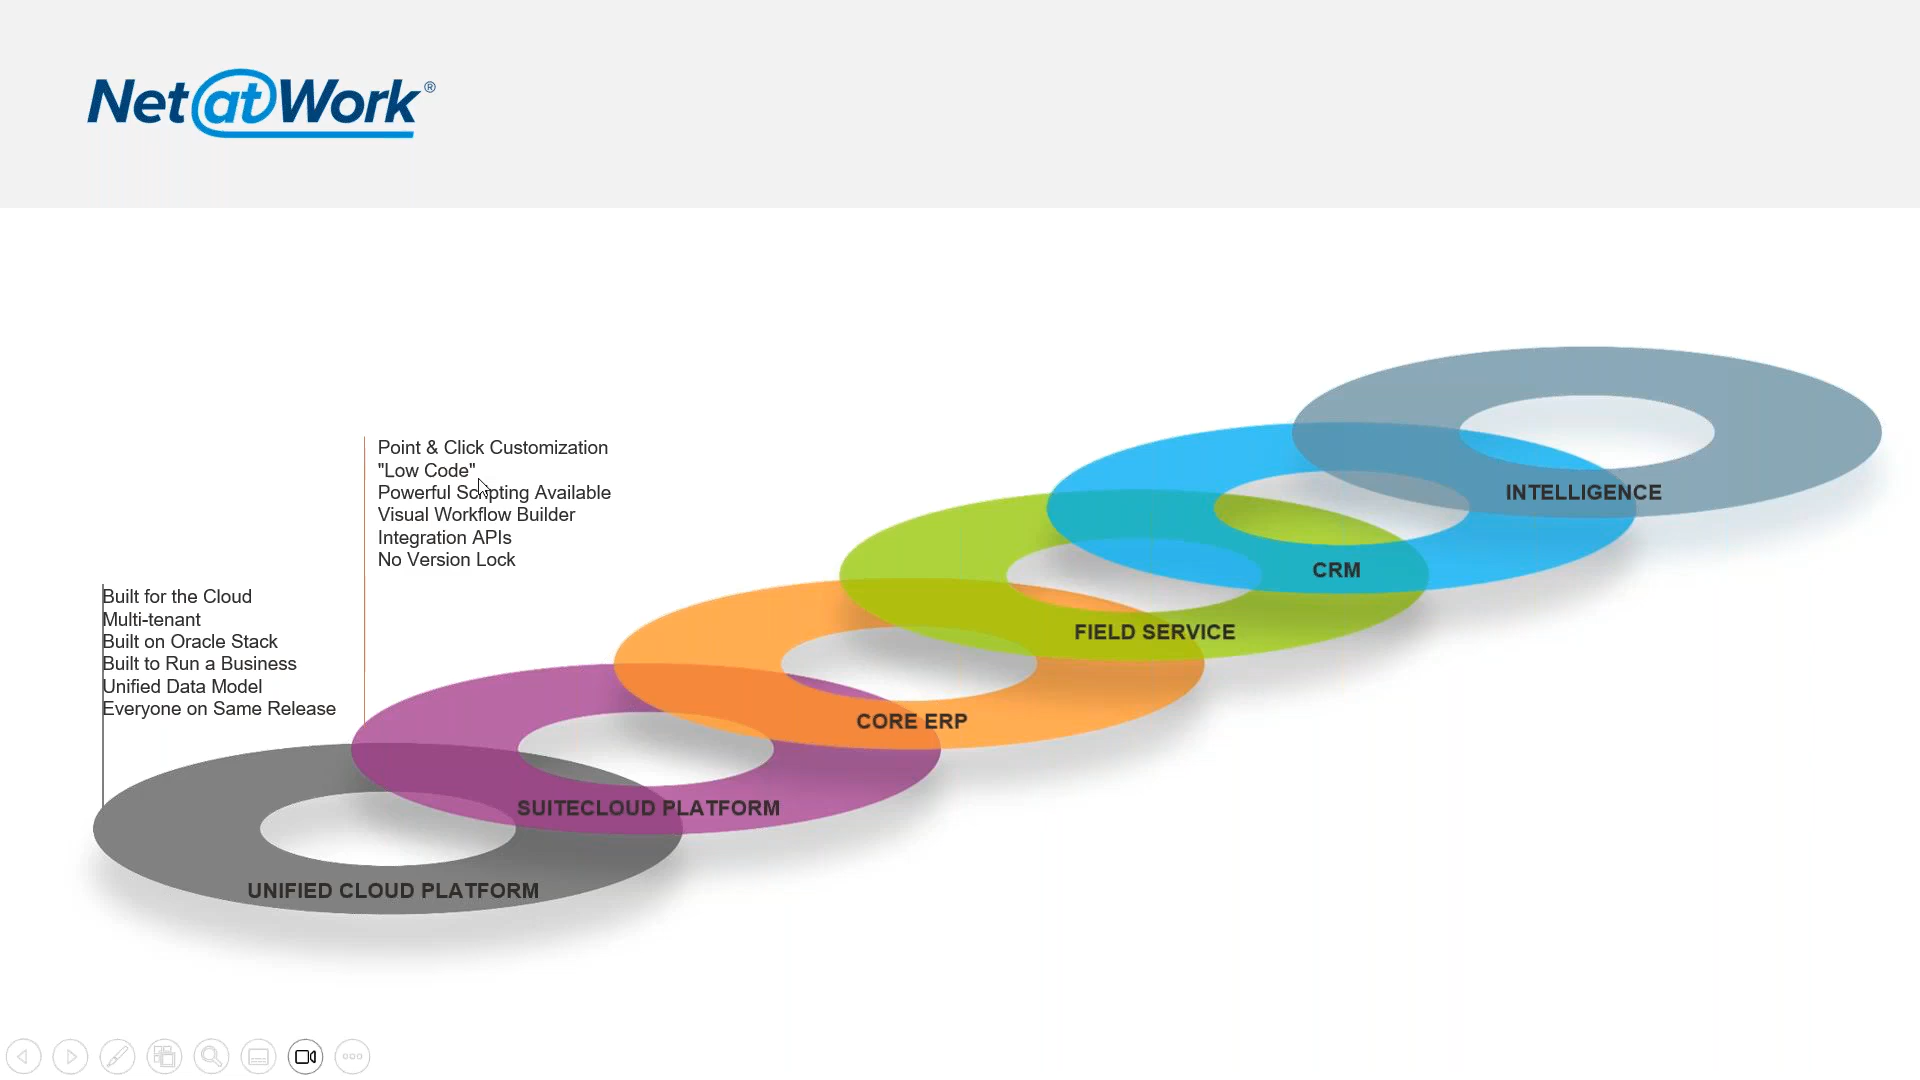 Net at Work®
Point & Click Customization
"Low Code"
Powerful Scripting Available
Visual Workflow Builder
Integration APIs
No Version Lock
Built for the Cloud
Multi-tenant
Built on Oracle Stack
Built to Run a Business
Unified Data Model
Everyone on Same Release
INTELLIGENCE
CRM
FIELD SERVICE
CORE ERP
SUITECLOUD PLATFORM
UNIFIED CLOUD PLATFORM